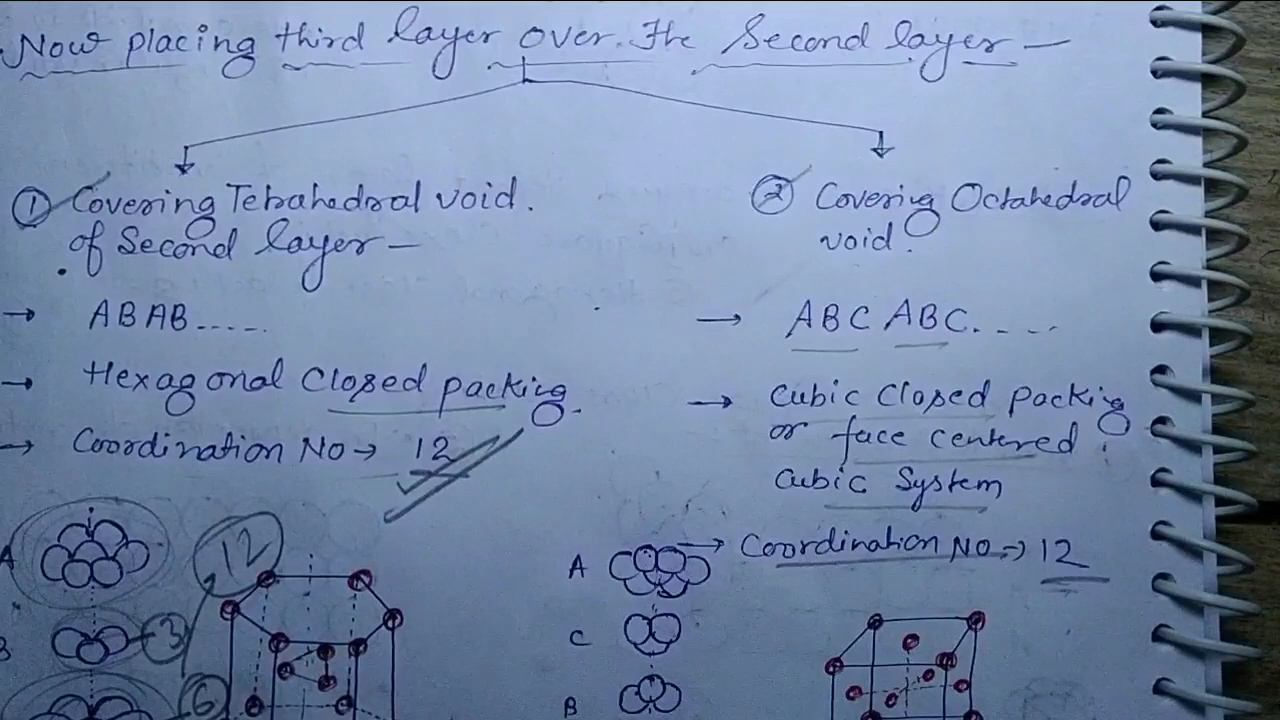 Now placing third layer over the Second layer —
① Covering Tetrahedral void.
of Second layer —
→ ABAB.....
→ Hexagonal Closed packing.
→ Coordination No → 12
② Covering Octahedral
void.
→ ABC ABC....
→ Cubic Closed packing
or face centered
cubic System
→ Coordination No → 12
A
12
B
3
6
A
C
B